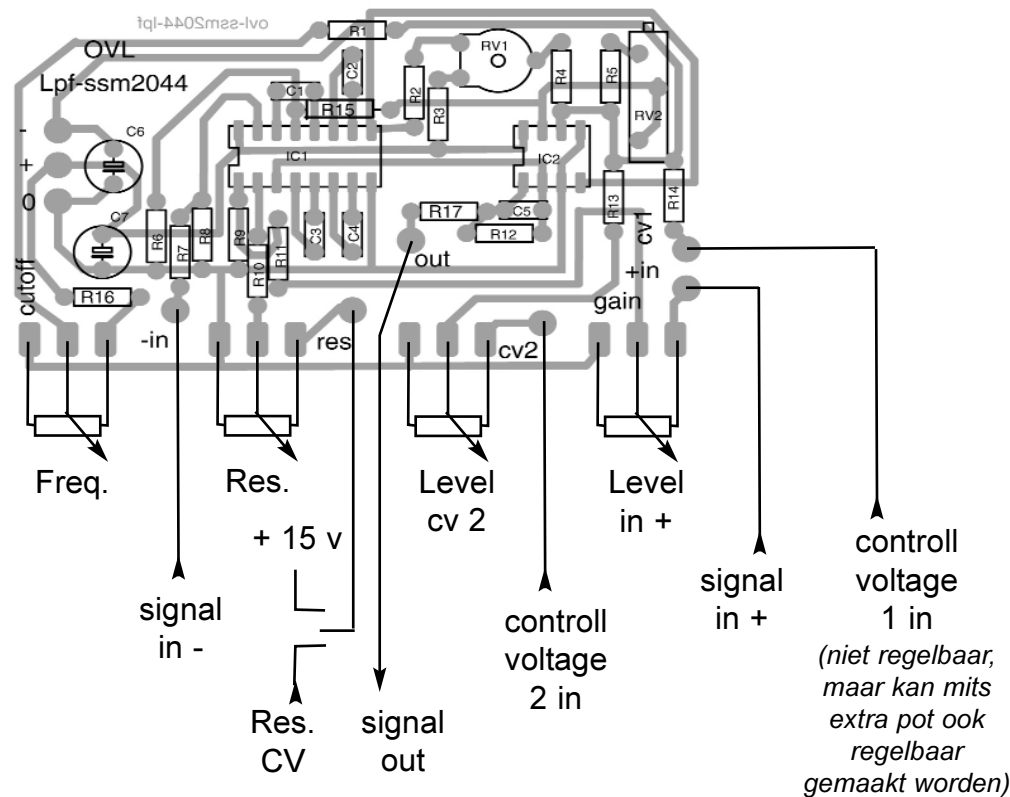 ovl-ssm2044-lpf
R1
OVL
RV1
Lpf-ssm2044
C2
R4
R5
C1
R2
R15
R3
RV2
-
C6
IC1
IC2
+
0
R13
R14
C7
R6
R7
R8
R9
R10
R11
C3
C4
R17
C5
R12
cv1
out
+in
cutoff
R16
gain
-in
res
cv2
Freq.
Res.
Level
cv 2
Level
in +
+ 15 v
signal
in -
Res.
CV
signal
out
controll
voltage
2 in
signal
in +
controll
voltage
1 in
(niet regelbaar,
maar kan mits
extra pot ook
regelbaar
gemaakt worden)